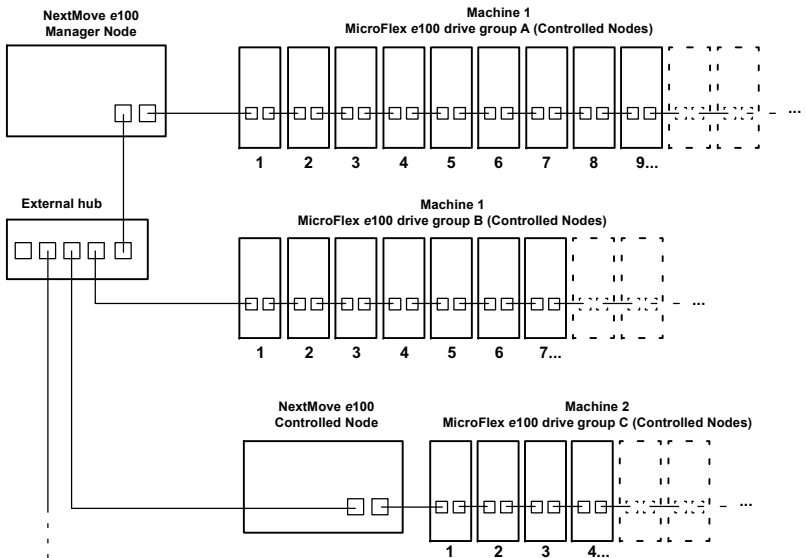 NextMove e100
Manager Node
Machine 1
MicroFlex e100 drive group A (Controlled Nodes)
1 2 3 4 5 6 7 8 9...
...
External hub
Machine 1
MicroFlex e100 drive group B (Controlled Nodes)
1 2 3 4 5 6 7...
...
NextMove e100
Controlled Node
Machine 2
MicroFlex e100 drive group C (Controlled Nodes)
1 2 3 4...
...